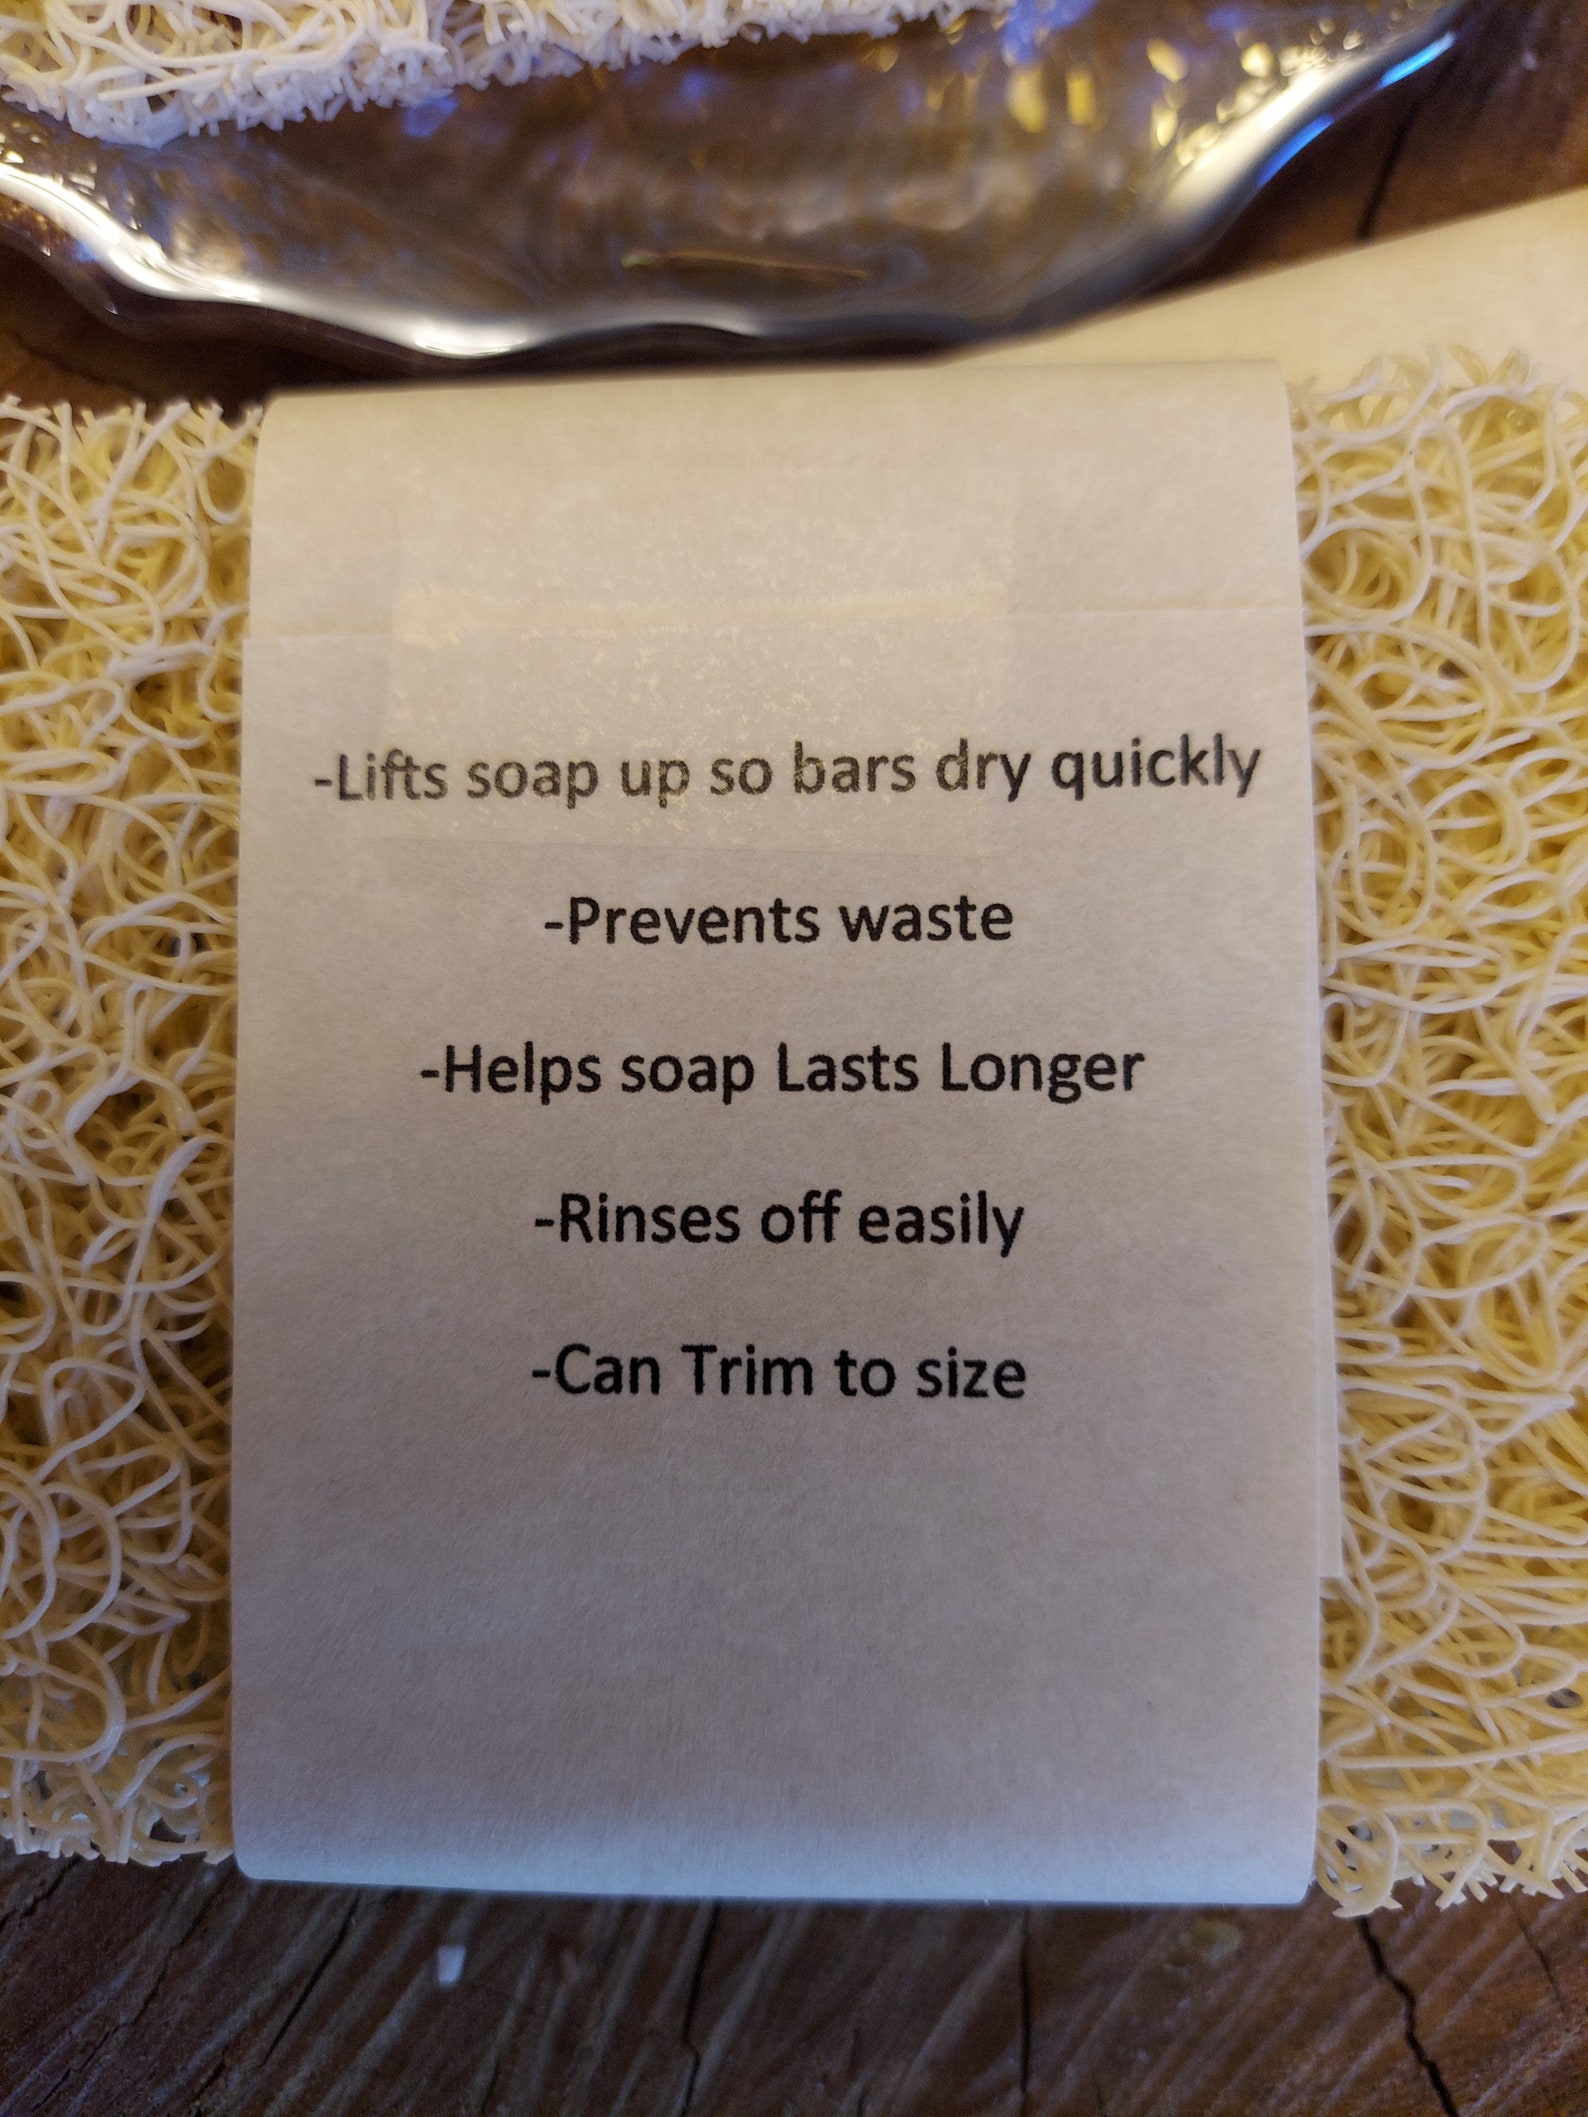 -Lifts soap up so bars dry quickly
-Prevents waste
-Helps soap Lasts Longer
-Rinses off easily
-Can Trim to size